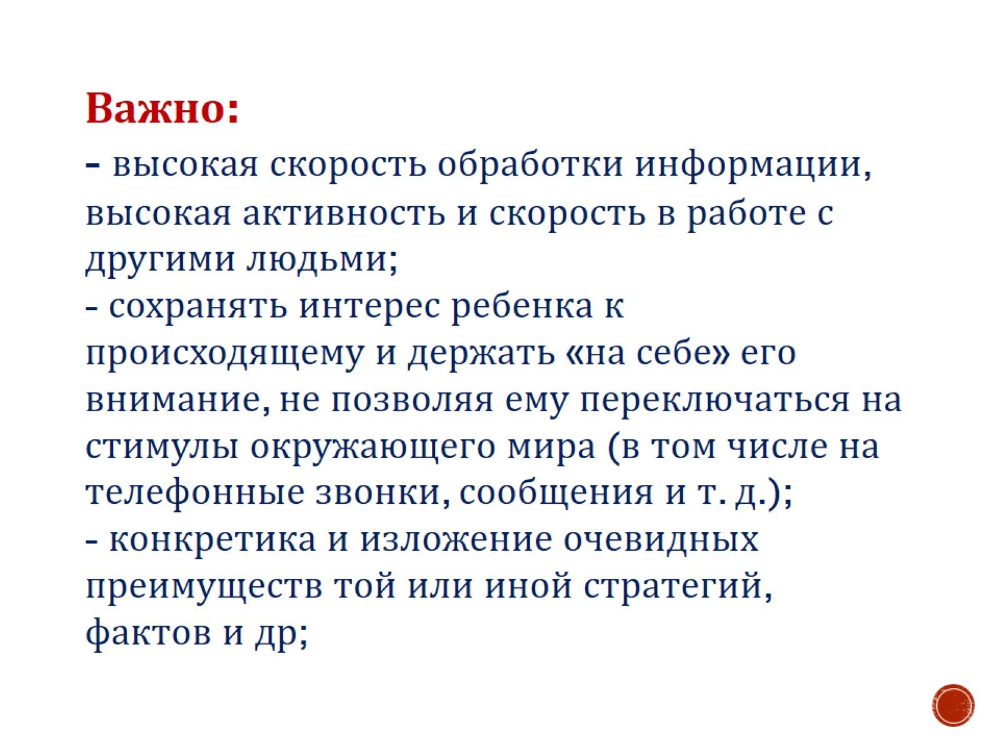 Важно:
– высокая скорость обработки информации,
высокая активность и скорость в работе с
другими людьми;
- сохранять интерес ребенка к
происходящему и держать «на себе» его
внимание, не позволяя ему переключаться на
стимулы окружающего мира (в том числе на
телефонные звонки, сообщения и т. д.);
- конкретика и изложение очевидных
преимуществ той или иной стратегий,
фактов и др;